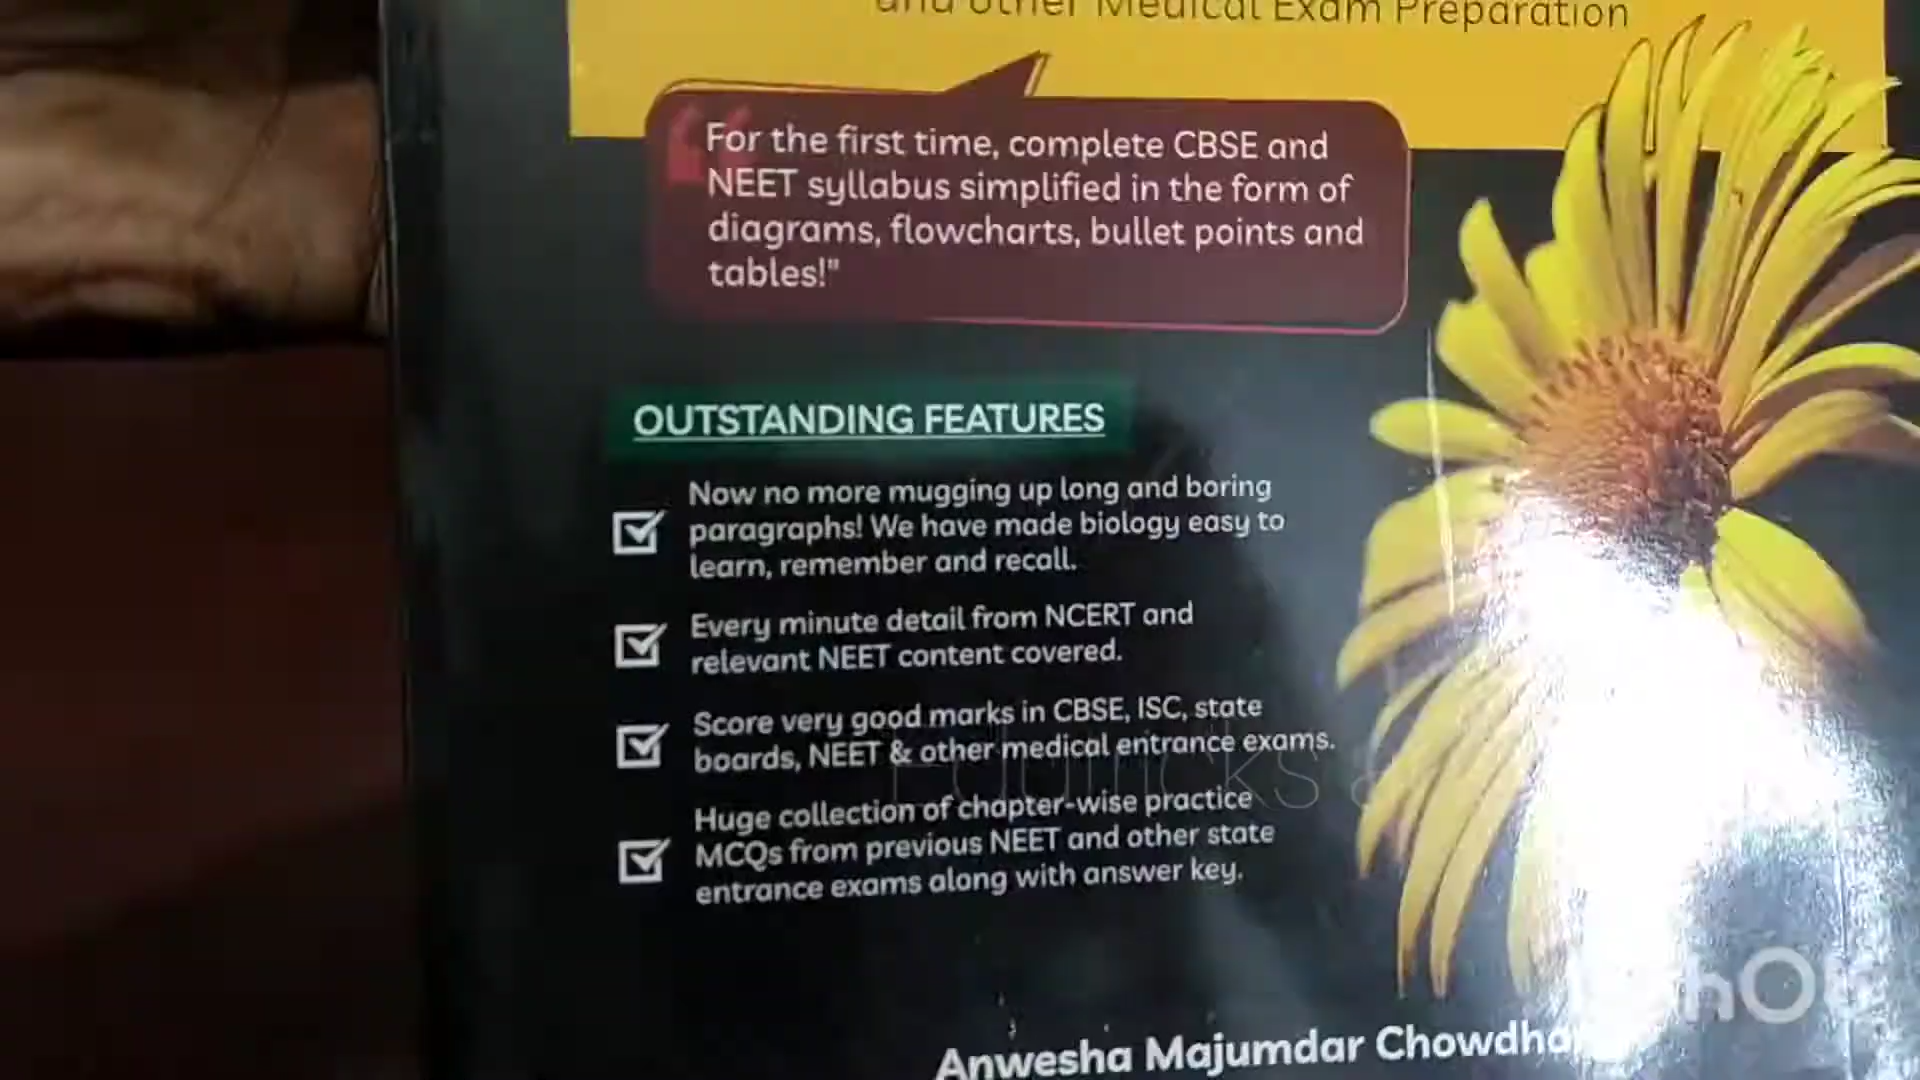 and other Medical Exam Preparation
For the first time, complete CBSE and
NEET syllabus simplified in the form of
diagrams, flowcharts, bullet points and
tables!"
OUTSTANDING FEATURES
Now no more mugging up long and boring
paragraphs! We have made biology easy to
learn, remember and recall.
Every minute detail from NCERT and
relevant NEET content covered.
Score very good marks in CBSE, ISC, state
boards, NEET & other medical entrance exams.
Huge collection of chapter-wise practice
MCQs from previous NEET and other state
entrance exams along with answer key.
Anwesha Majumdar